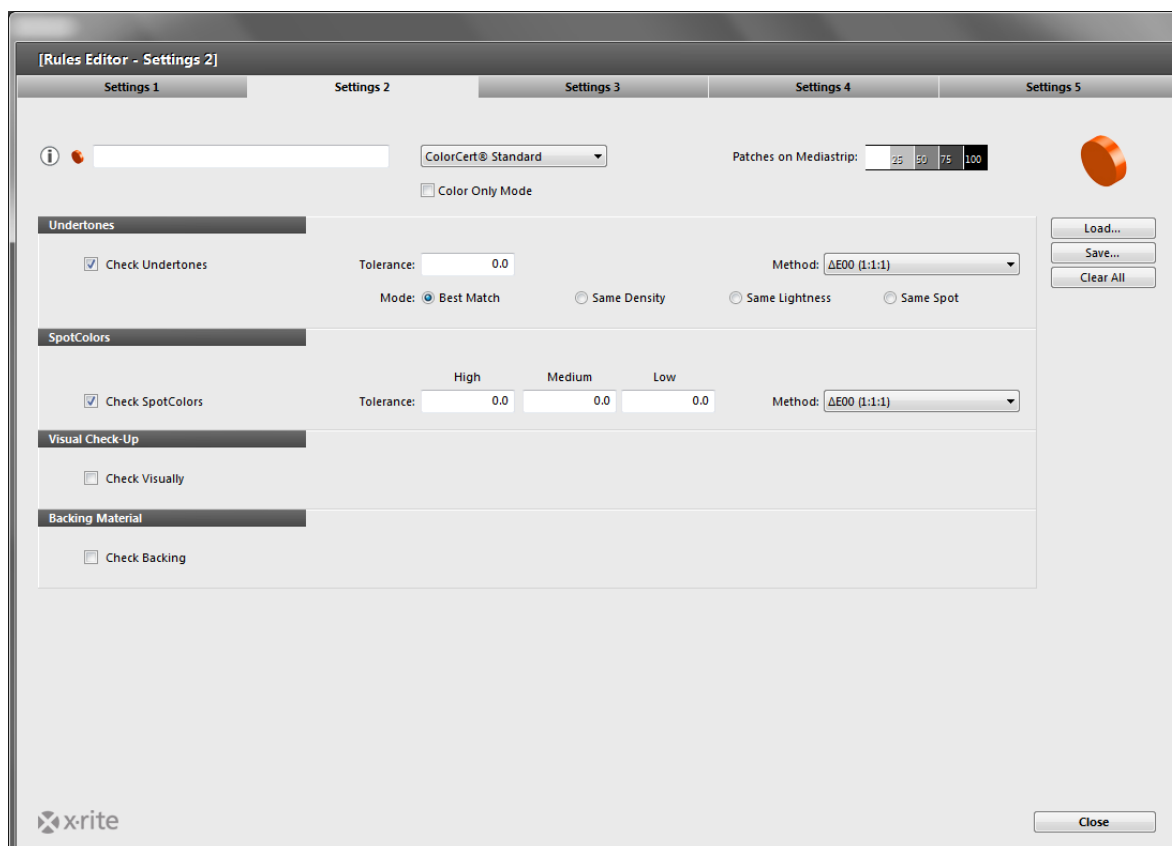 [Rules Editor - Settings 2]
Settings 1 Settings 2 Settings 3 Settings 4 Settings 5
i ColorCert® Standard Patches on Mediastrip: 25 50 75 100
Color Only Mode
Undertones
Load...
Save...
Clear All
Check Undertones Tolerance: 0.0 Method: ΔE00 (1:1:1)
Mode: Best Match Same Density Same Lightness Same Spot
SpotColors
High Medium Low
Check SpotColors Tolerance: 0.0 0.0 0.0 Method: ΔE00 (1:1:1)
Visual Check-Up
Check Visually
Backing Material
Check Backing
x·rite
Close